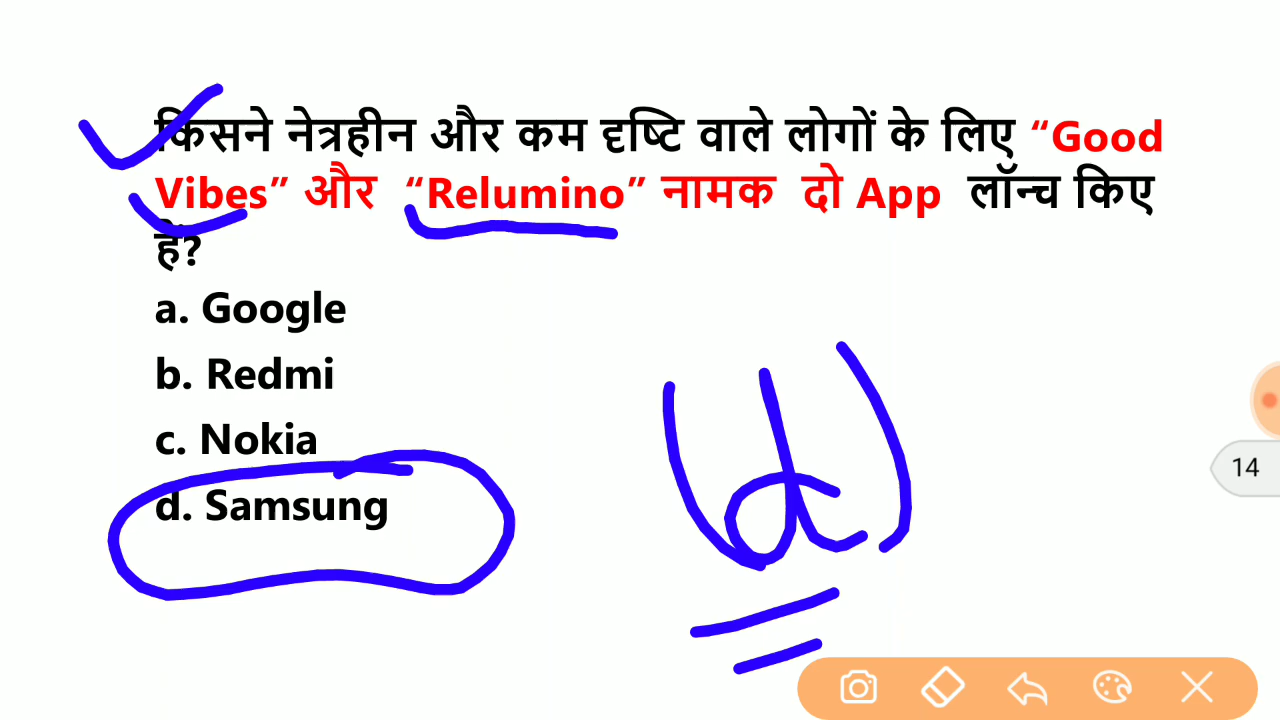 किसने नेत्रहीन और कम दृष्टि वाले लोगों के लिए “Good
Vibes” और “Relumino” नामक दो App लॉन्च किए
है?
a. Google
b. Redmi
c. Nokia
d. Samsung
(d)
14